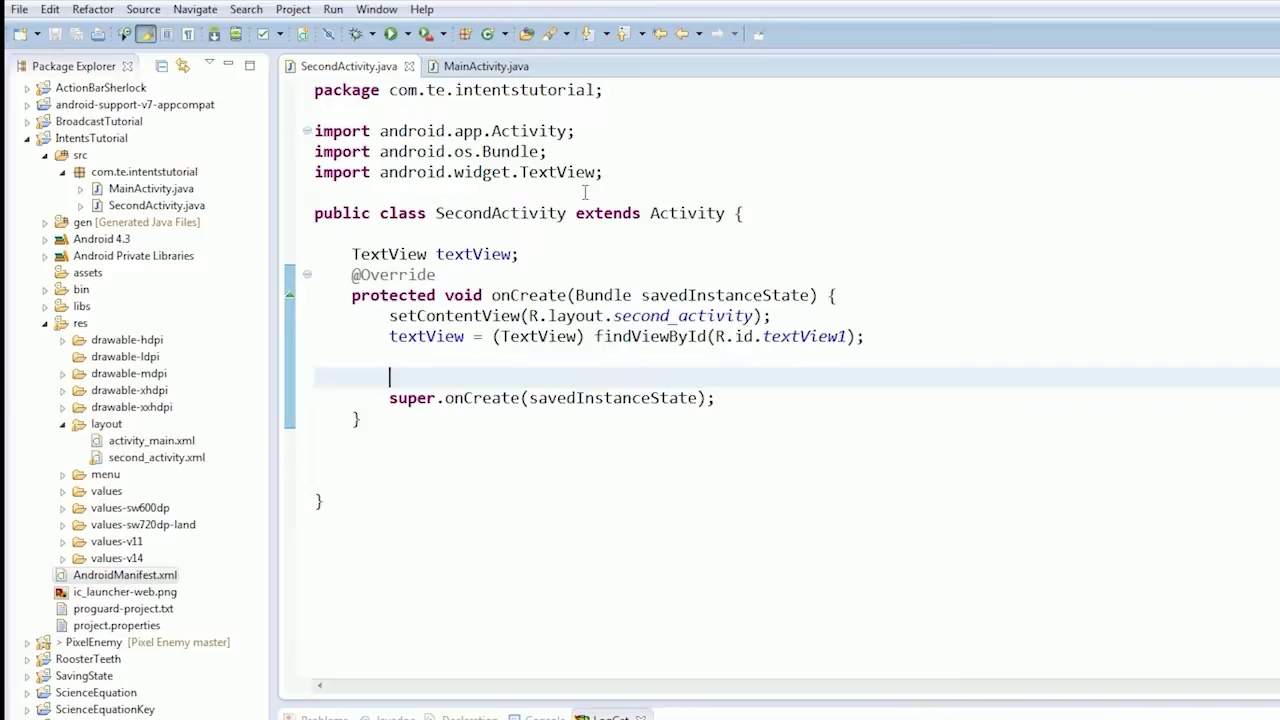 File Edit Refactor Source Navigate Search Project Run Window Help
Package Explorer
SecondActivity.java
MainActivity.java
ActionBarSherlock
android-support-v7-appcompat
BroadcastTutorial
IntentsTutorial
src
com.te.intentstutorial
MainActivity.java
SecondActivity.java
gen [Generated Java Files]
Android 4.3
Android Private Libraries
assets
bin
libs
res
drawable-hdpi
drawable-ldpi
drawable-mdpi
drawable-xhdpi
drawable-xxhdpi
layout
activity_main.xml
second_activity.xml
menu
values
values-sw600dp
values-sw720dp-land
values-v11
values-v14
AndroidManifest.xml
ic_launcher-web.png
proguard-project.txt
project.properties
> PixelEnemy [Pixel Enemy master]
RoosterTeeth
SavingState
ScienceEquation
ScienceEquationKey
package com.te.intentstutorial;
import android.app.Activity;
import android.os.Bundle;
import android.widget.TextView;
public class SecondActivity extends Activity {
TextView textView;
@Override
protected void onCreate(Bundle savedInstanceState) {
setContentView(R.layout.second_activity);
textView = (TextView) findViewById(R.id.textView1);
super.onCreate(savedInstanceState);
}
}
Problems Javadoc Declaration Console LogCat